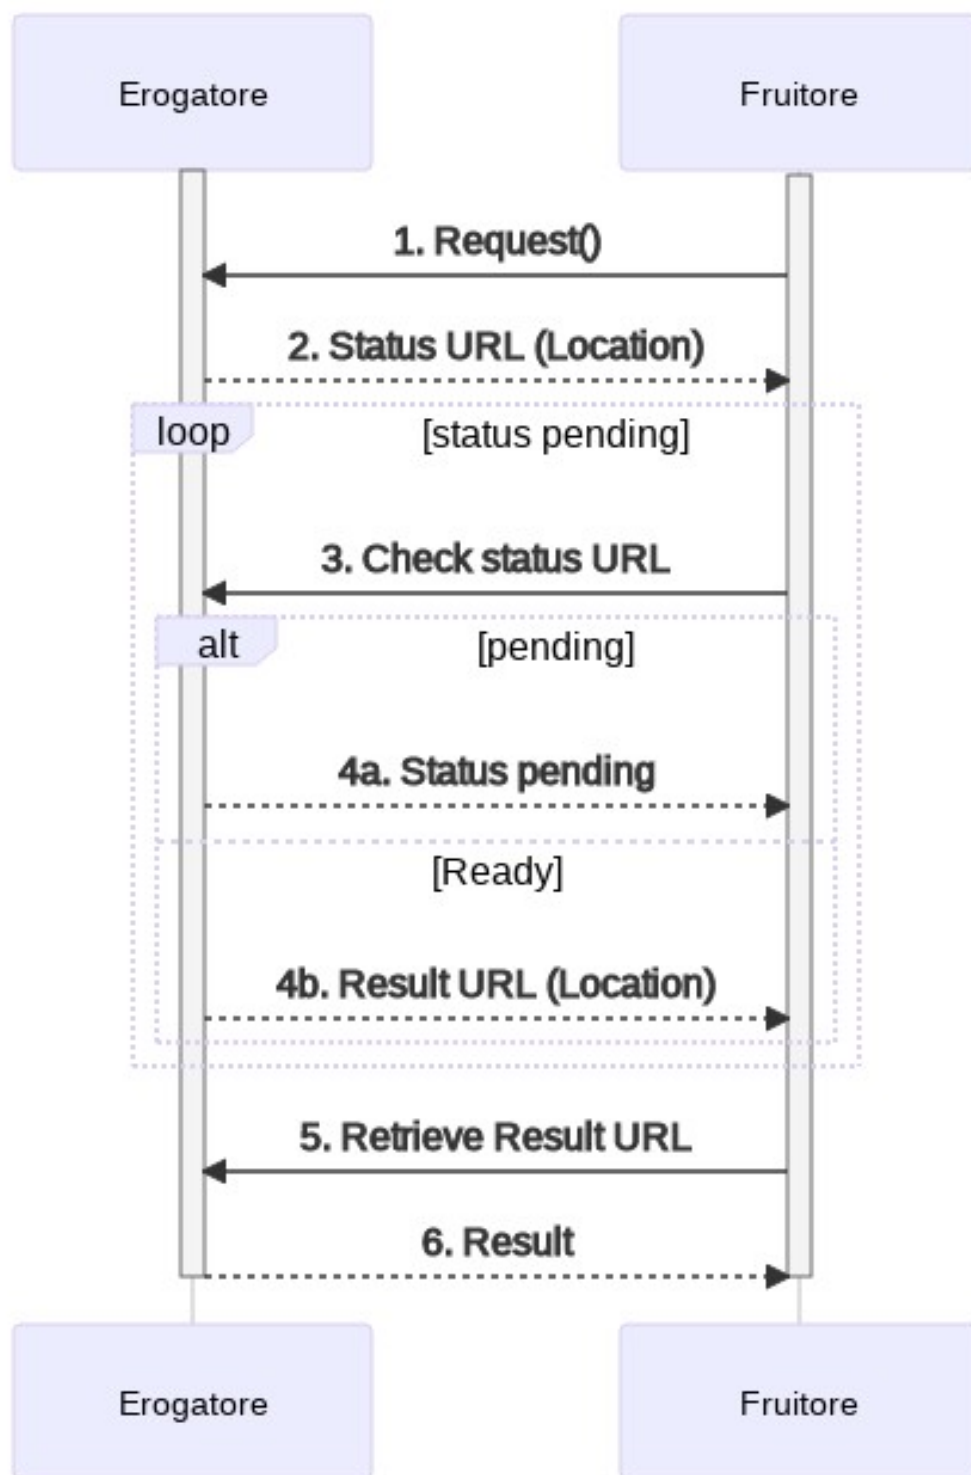 Erogatore
Fruitore
1. Request()
2. Status URL (Location)
loop
[status pending]
3. Check status URL
alt
[pending]
4a. Status pending
[Ready]
4b. Result URL (Location)
5. Retrieve Result URL
6. Result
Erogatore
Fruitore